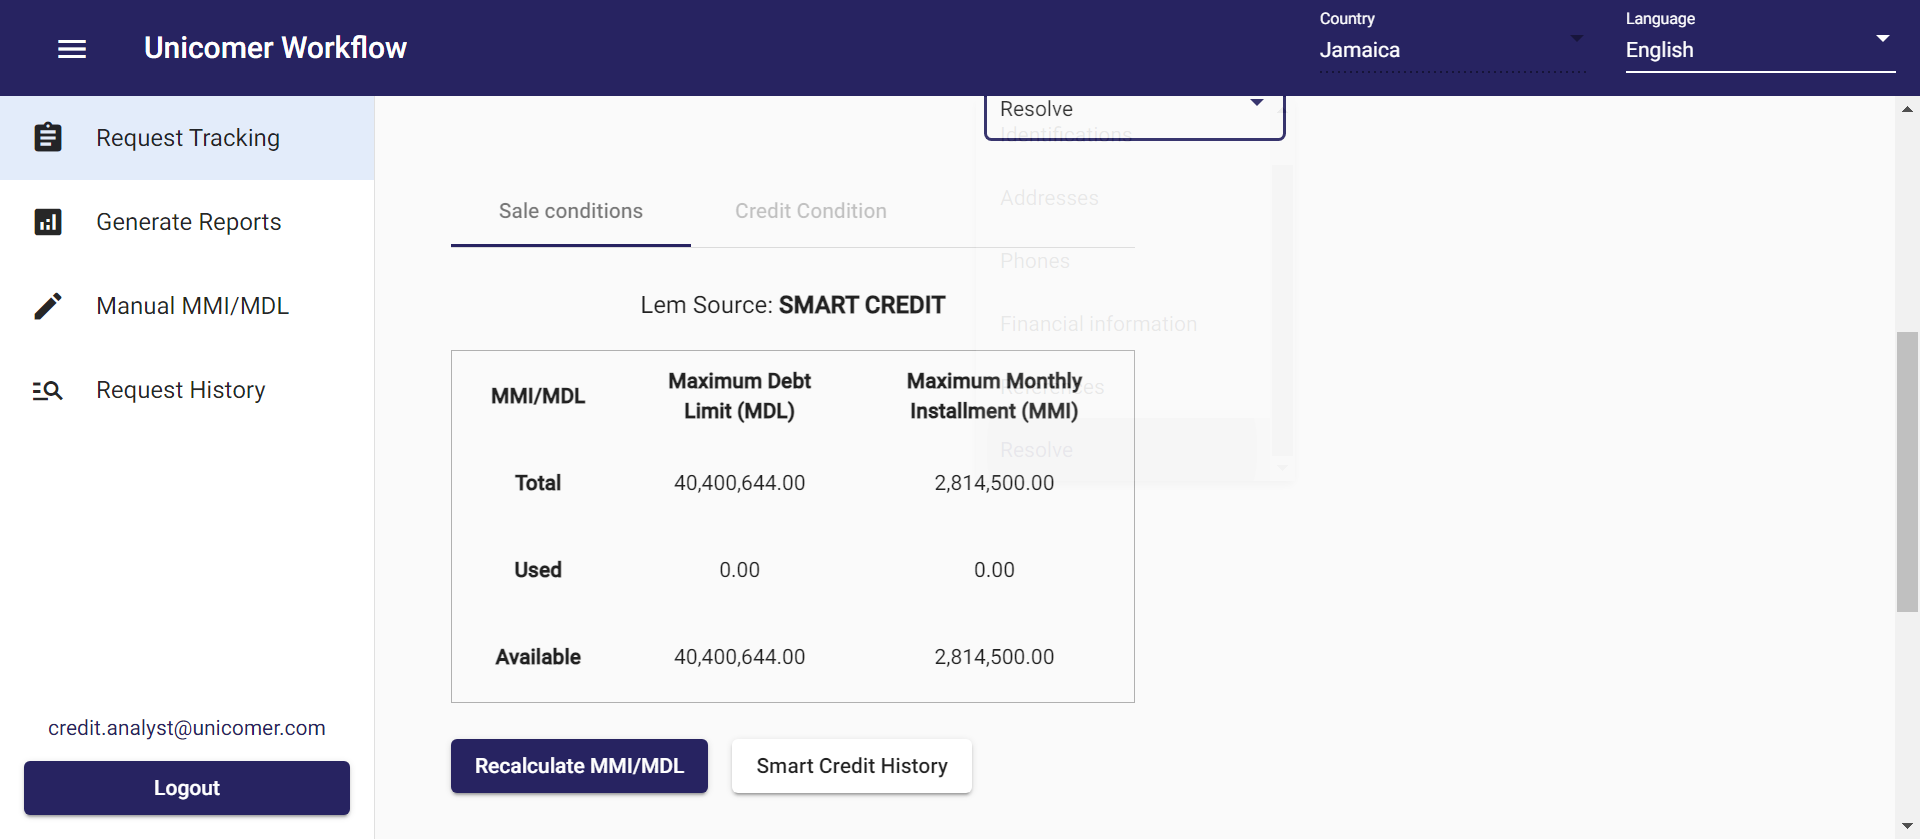 Unicomer Workflow
Country
Jamaica
Language
English
Request Tracking
Generate Reports
Manual MMI/MDL
Request History
credit.analyst@unicomer.com
Logout
Resolve
Identifications
Addresses
Phones
Financial information
References
Resolve
Sale conditions
Credit Condition
Lem Source: SMART CREDIT
MMI/MDL
Maximum Debt
Limit (MDL)
Maximum Monthly
Installment (MMI)
Total 40,400,644.00 2,814,500.00
Used 0.00 0.00
Available 40,400,644.00 2,814,500.00
Recalculate MMI/MDL
Smart Credit History